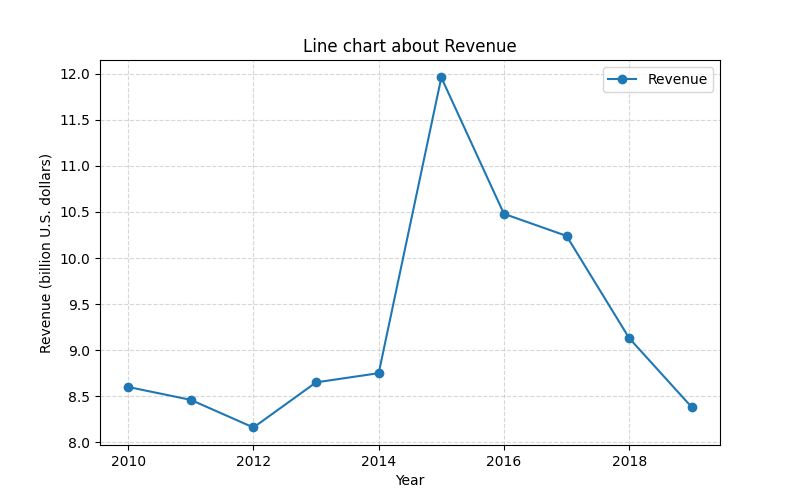 Line chart about Revenue
Revenue
12.0
11.5
11.0
10.5
10.0
9.5
9.0
8.5
8.0
Revenue (billion U.S. dollars)
2010 2012 2014 2016 2018
Year